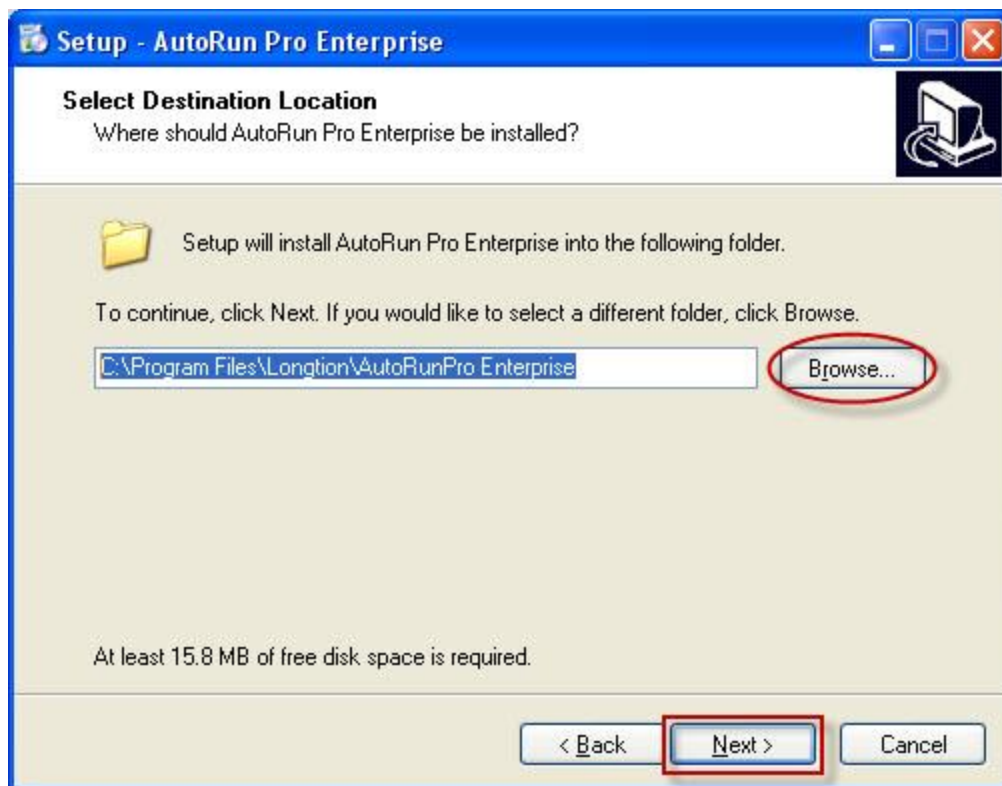 Setup - AutoRun Pro Enterprise
Select Destination Location
Where should AutoRun Pro Enterprise be installed?
Setup will install AutoRun Pro Enterprise into the following folder.
To continue, click Next. If you would like to select a different folder, click Browse.
C:\Program Files\Longtion\AutoRunPro Enterprise
Browse...
At least 15.8 MB of free disk space is required.
< Back Next > Cancel